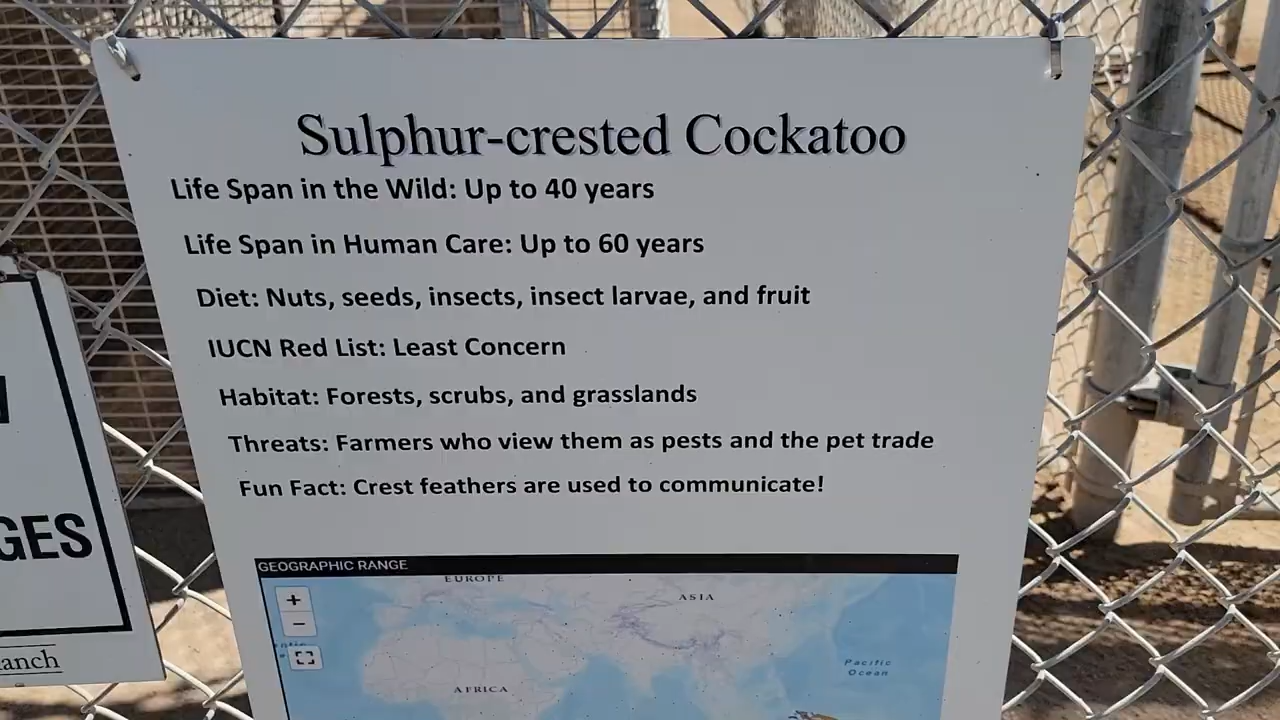 Sulphur-crested Cockatoo
Life Span in the Wild: Up to 40 years
Life Span in Human Care: Up to 60 years
Diet: Nuts, seeds, insects, insect larvae, and fruit
IUCN Red List: Least Concern
Habitat: Forests, scrubs, and grasslands
Threats: Farmers who view them as pests and the pet trade
Fun Fact: Crest feathers are used to communicate!
GEOGRAPHIC RANGE
EUROPE
+
ASIA
−
Pacific
Ocean
AFRICA
GES
anch